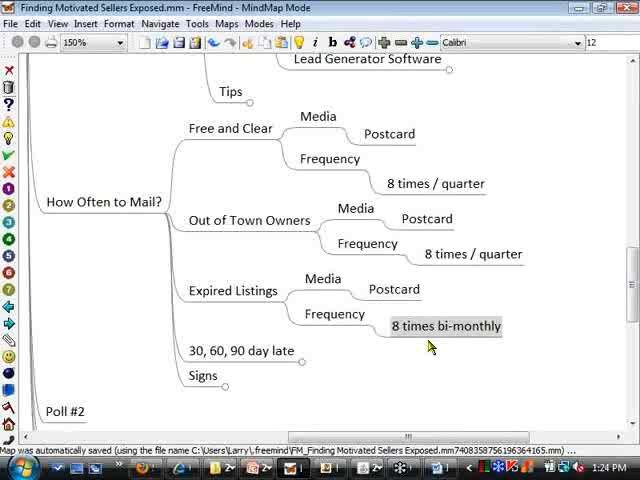 Finding Motivated Sellers Exposed.mm - FreeMind - MindMap Mode
File Edit View Insert Format Navigate Tools Maps MindMaps Help
150% Calibri 12
Lead Generator Software
Tips
Media
Free and Clear
Postcard
Frequency
8 times / quarter
How Often to Mail?
Media
Out of Town Owners
Postcard
Frequency
8 times / quarter
Media
Expired Listings
Postcard
Frequency
8 times bi-monthly
30, 60, 90 day late
Signs
Poll #2
Map was automatically saved (using the file name C:\Users\Larry\.freemind\FM_Finding Motivated Sellers Exposed.mm7408358756196364165.mm) ...
1:24 PM